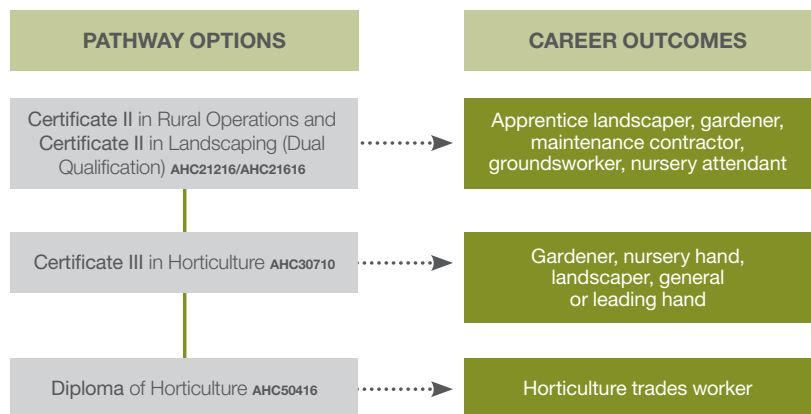 PATHWAY OPTIONS
CAREER OUTCOMES
Certificate II in Rural Operations and
Certificate II in Landscaping (Dual
Qualification) AHC21216/AHC21616
Apprentice landscaper, gardener,
maintenance contractor,
groundsworker, nursery attendant
Certificate III in Horticulture AHC30710
Gardener, nursery hand,
landscaper, general
or leading hand
Diploma of Horticulture AHC50416
Horticulture trades worker